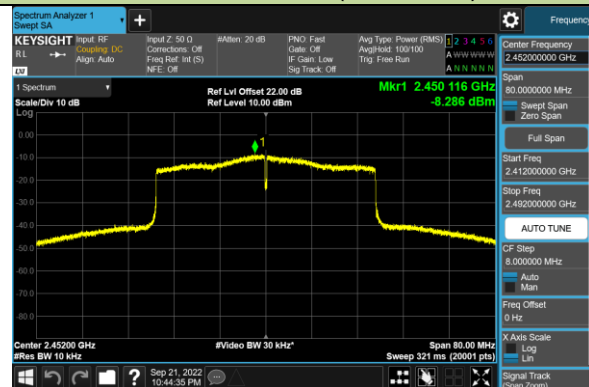 Spectrum Analyzer 1
Swept SA
Frequency
KEYSIGHT
RL
LXI
Input: RF
Coupling: DC
Align: Auto
Input Z: 50 Ω
Corrections: Off
Freq Ref: Int (S)
NFE: Off
#Atten: 20 dB
PNO: Fast
Gate: Off
IF Gain: Low
Sig Track: Off
Avg Type: Power (RMS)
Avg|Hold: 100/100
Trig: Free Run
1 2 3 4 5 6
A W W W W W
A N N N N N
1 Spectrum
Scale/Div 10 dB
Log
Ref Lvl Offset 22.00 dB
Ref Level 10.00 dBm
Mkr1 2.450 116 GHz
-8.286 dBm
1
0.00
-10.0
-20.0
-30.0
-40.0
-50.0
-60.0
-70.0
-80.0
Center 2.45200 GHz
#Res BW 10 kHz
#Video BW 30 kHz*
Span 80.00 MHz
Sweep 321 ms (20001 pts)
Center Frequency
2.452000000 GHz
Span
80.0000000 MHz
Swept Span
Zero Span
Full Span
Start Freq
2.412000000 GHz
Stop Freq
2.492000000 GHz
AUTO TUNE
CF Step
8.000000 MHz
Auto
Man
Freq Offset
0 Hz
X Axis Scale
Log
Lin
Signal Track
(Span Zoom)
Sep 21, 2022
10:44:35 PM